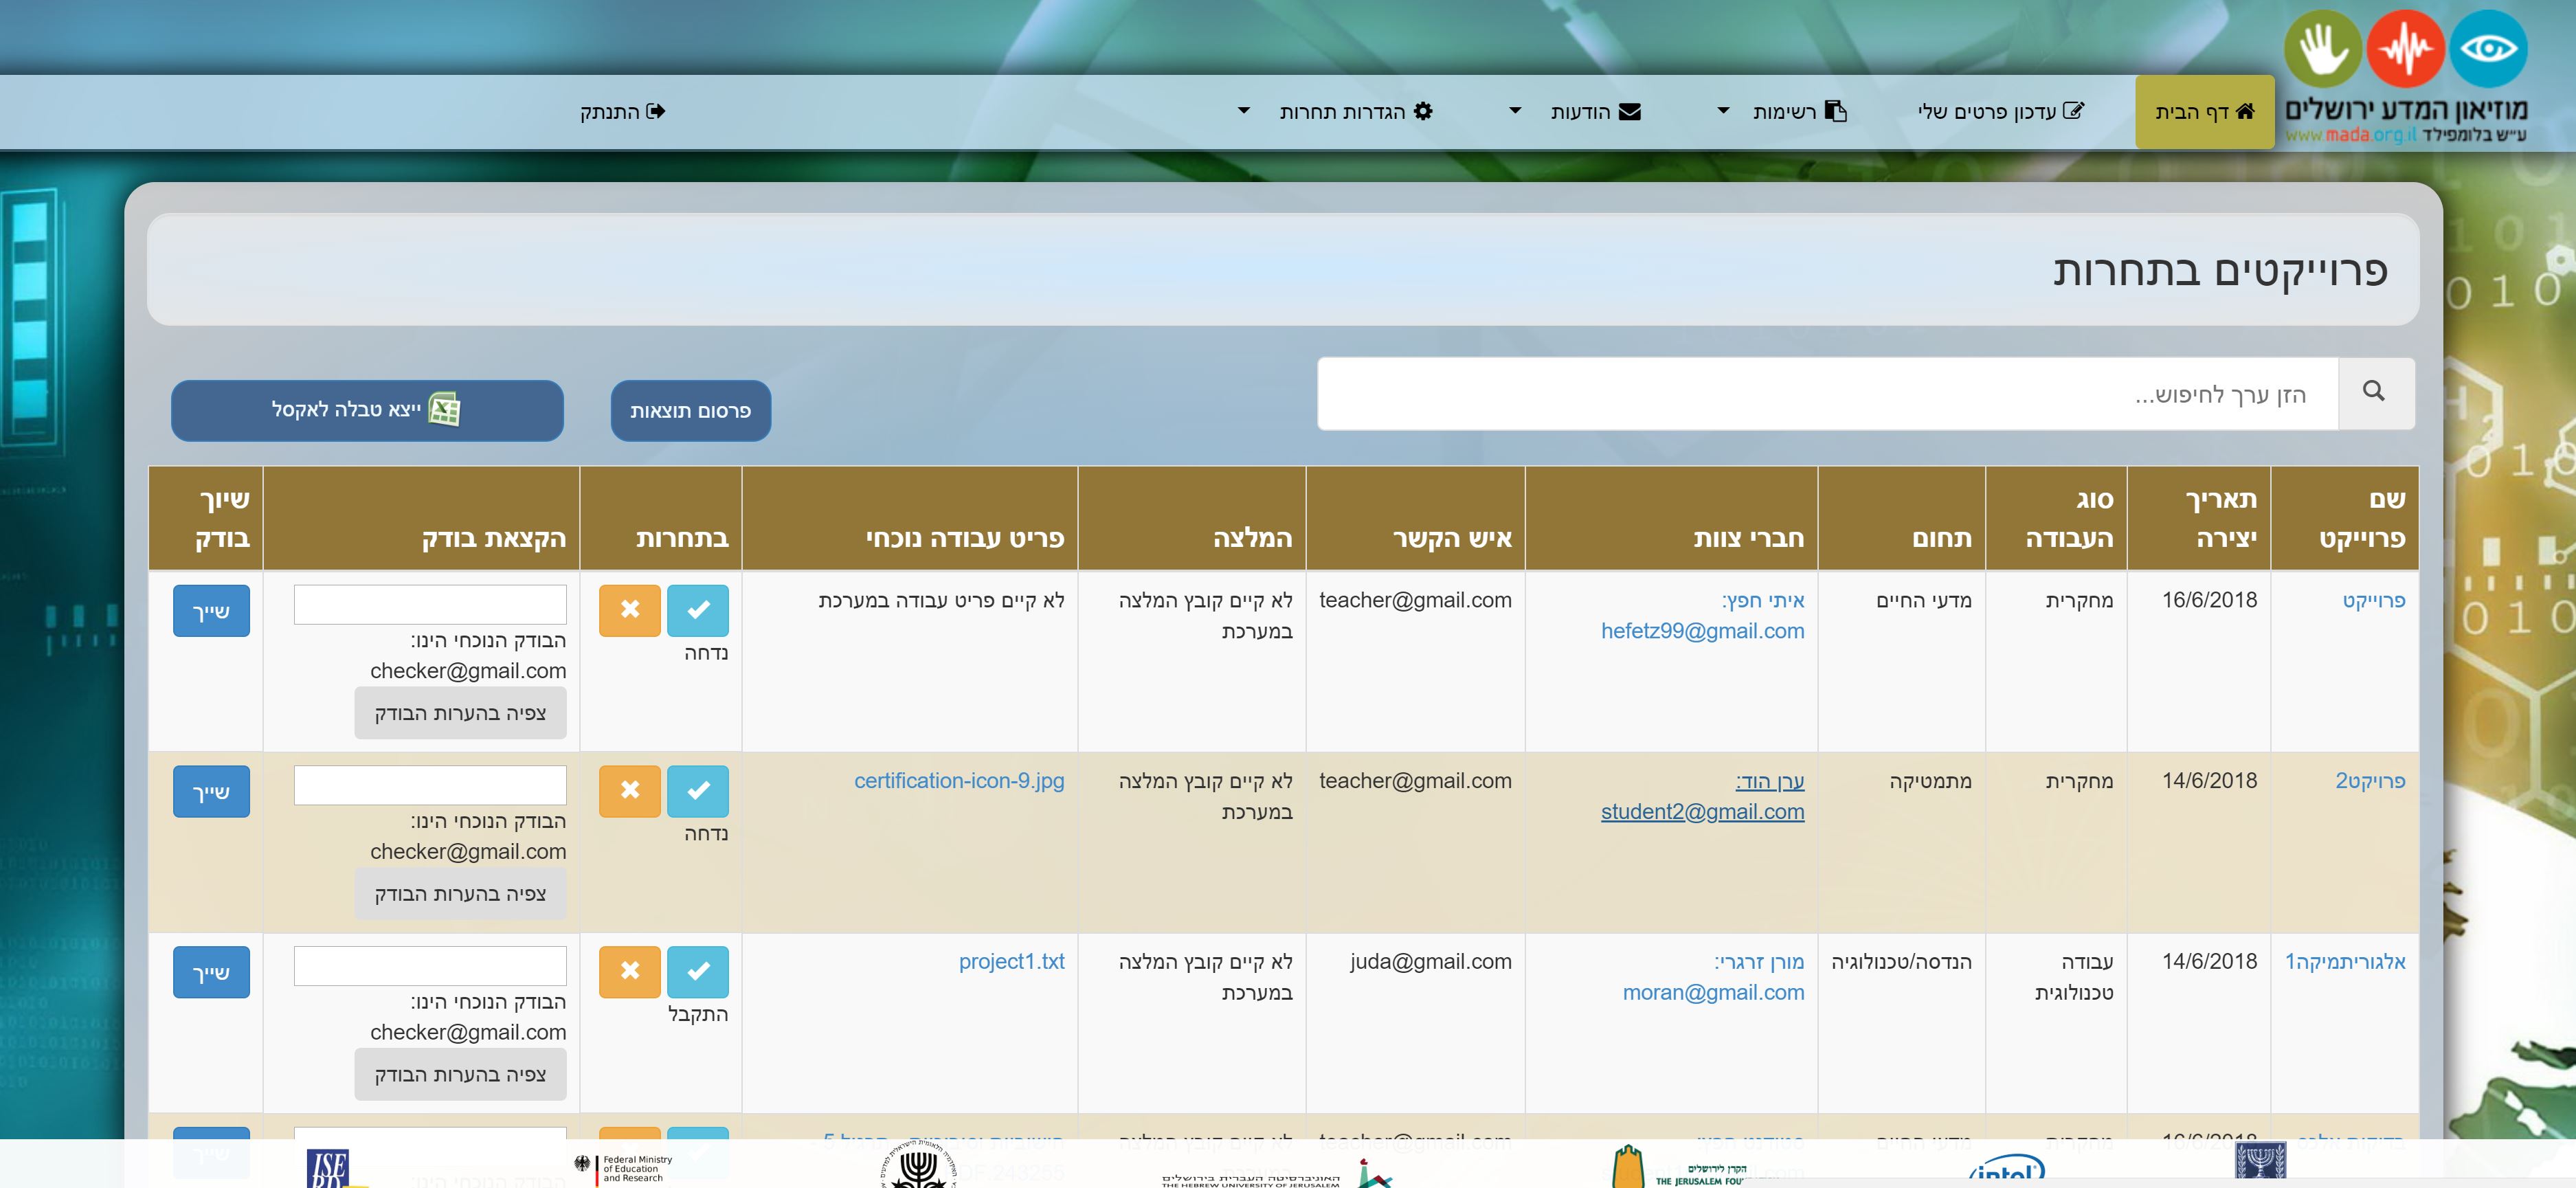 מוזיאון המדע ירושלים
ע״ש בלומפילד www.mada.org.il
דף הבית
עדכון פרטים שלי
רשימות
הודעות
הגדרות תחרות
התנתק
פרוייקטים בתחרות
הזן ערך לחיפוש...
פרסום תוצאות
ייצא טבלה לאקסל
שם פרוייקט
תאריך יצירה
סוג העבודה
תחום
חברי צוות
איש הקשר
המלצה
פריט עבודה נוכחי
בתחרות
הקצאת בודק
שיוך בודק
פרוייקט
16/6/2018
מחקרית
מדעי החיים
איתי חפץ:
hefetz99@gmail.com
teacher@gmail.com
לא קיים קובץ המלצה
במערכת
לא קיים פריט עבודה במערכת
נדחה
הבודק הנוכחי הינו:
checker@gmail.com
צפיה בהערות הבודק
שייך
פרויקט2
14/6/2018
מחקרית
מתמטיקה
ערן הוד:
student2@gmail.com
teacher@gmail.com
לא קיים קובץ המלצה
במערכת
certification-icon-9.jpg
נדחה
הבודק הנוכחי הינו:
checker@gmail.com
צפיה בהערות הבודק
שייך
אלגוריתמיקה1
14/6/2018
עבודה
טכנולוגית
הנדסה/טכנולוגיה
מורן זרגרי:
moran@gmail.com
juda@gmail.com
לא קיים קובץ המלצה
במערכת
project1.txt
התקבל
הבודק הנוכחי הינו:
checker@gmail.com
צפיה בהערות הבודק
שייך
16/6/2018
מחקרית
מדעי החיים
teacher@gmail.com
לא קיים קובץ המלצה
intel
הקרן לירושלים
THE JERUSALEM FOU
האוניברסיטה העברית בירושלים
THE HEBREW UNIVERSITY OF JERUSALEM
Federal Ministry
of Education
and Research
ISE